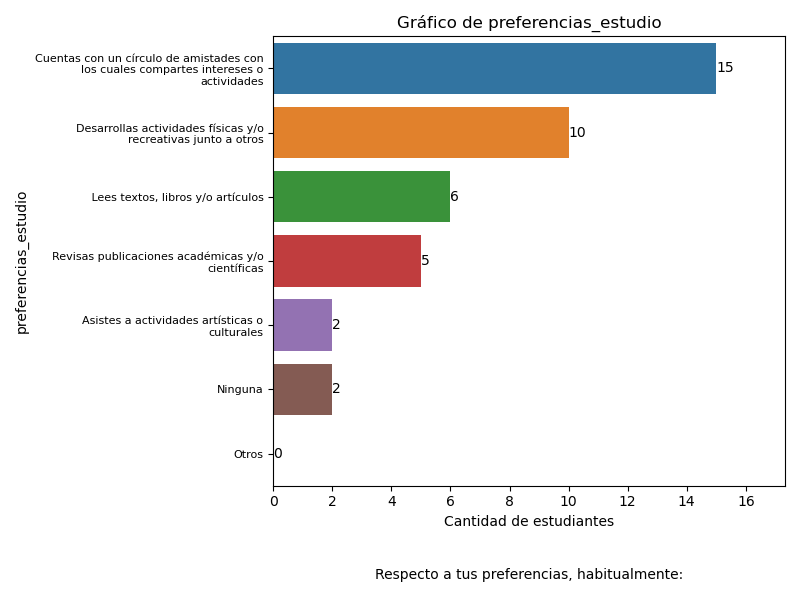 Gráfico de preferencias_estudio
preferencias_estudio
Cuentas con un círculo de amistades con
los cuales compartes intereses o
actividades
15
Desarrollas actividades físicas y/o
recreativas junto a otros
10
Lees textos, libros y/o artículos
6
Revisas publicaciones académicas y/o
científicas
5
Asistes a actividades artísticas o
culturales
2
Ninguna
2
Otros
0
0 2 4 6 8 10 12 14 16
Cantidad de estudiantes
Respecto a tus preferencias, habitualmente: